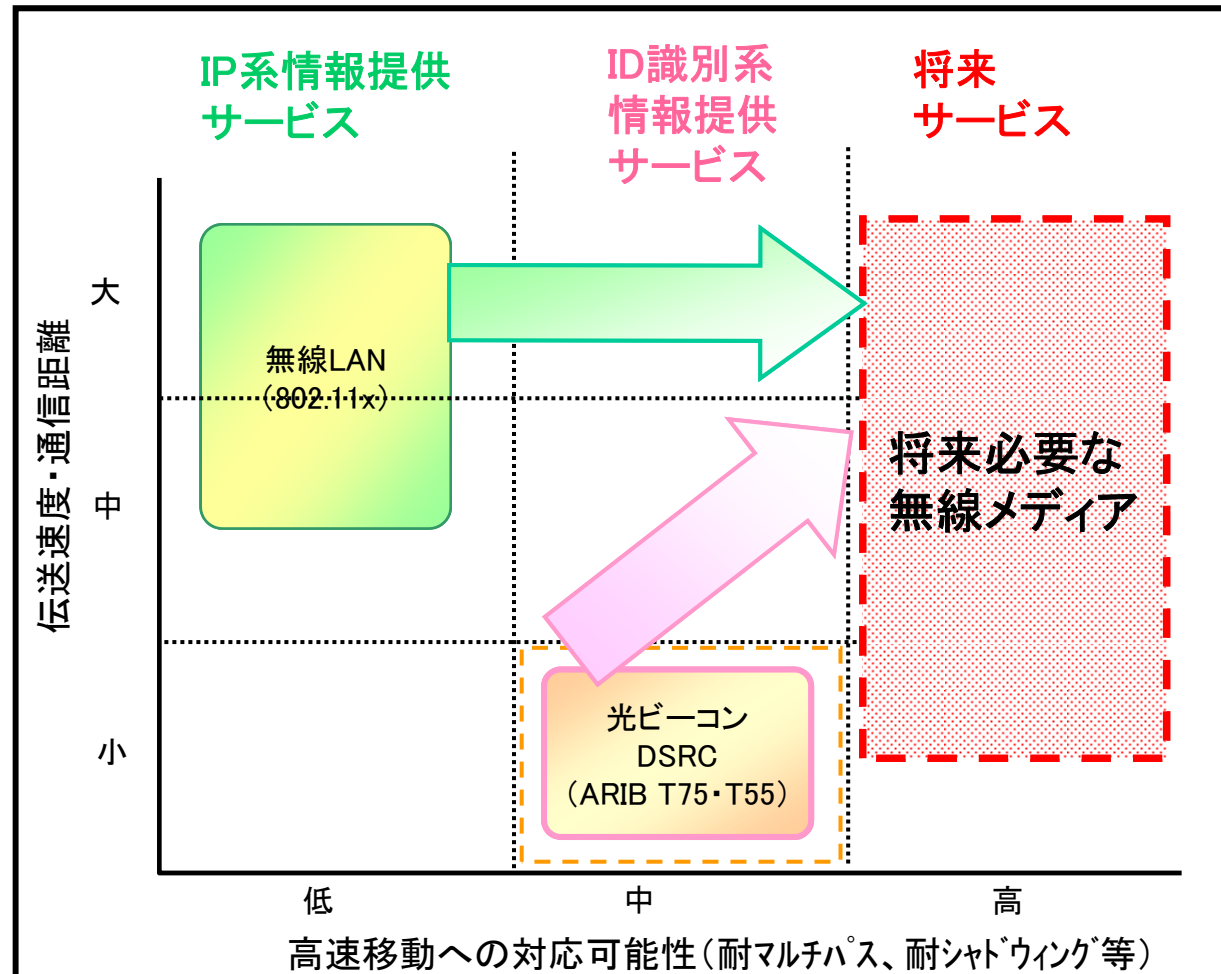 IP系情報提供
サービス
ID識別系
情報提供
サービス
将来
サービス
伝送速度・通信距離
大
中
小
無線LAN
(802.11x)
将来必要な
無線メディア
光ビーコン
DSRC
(ARIB T75・T55)
低
中
高
高速移動への対応可能性(耐マルチパス、耐シャドウィング等)